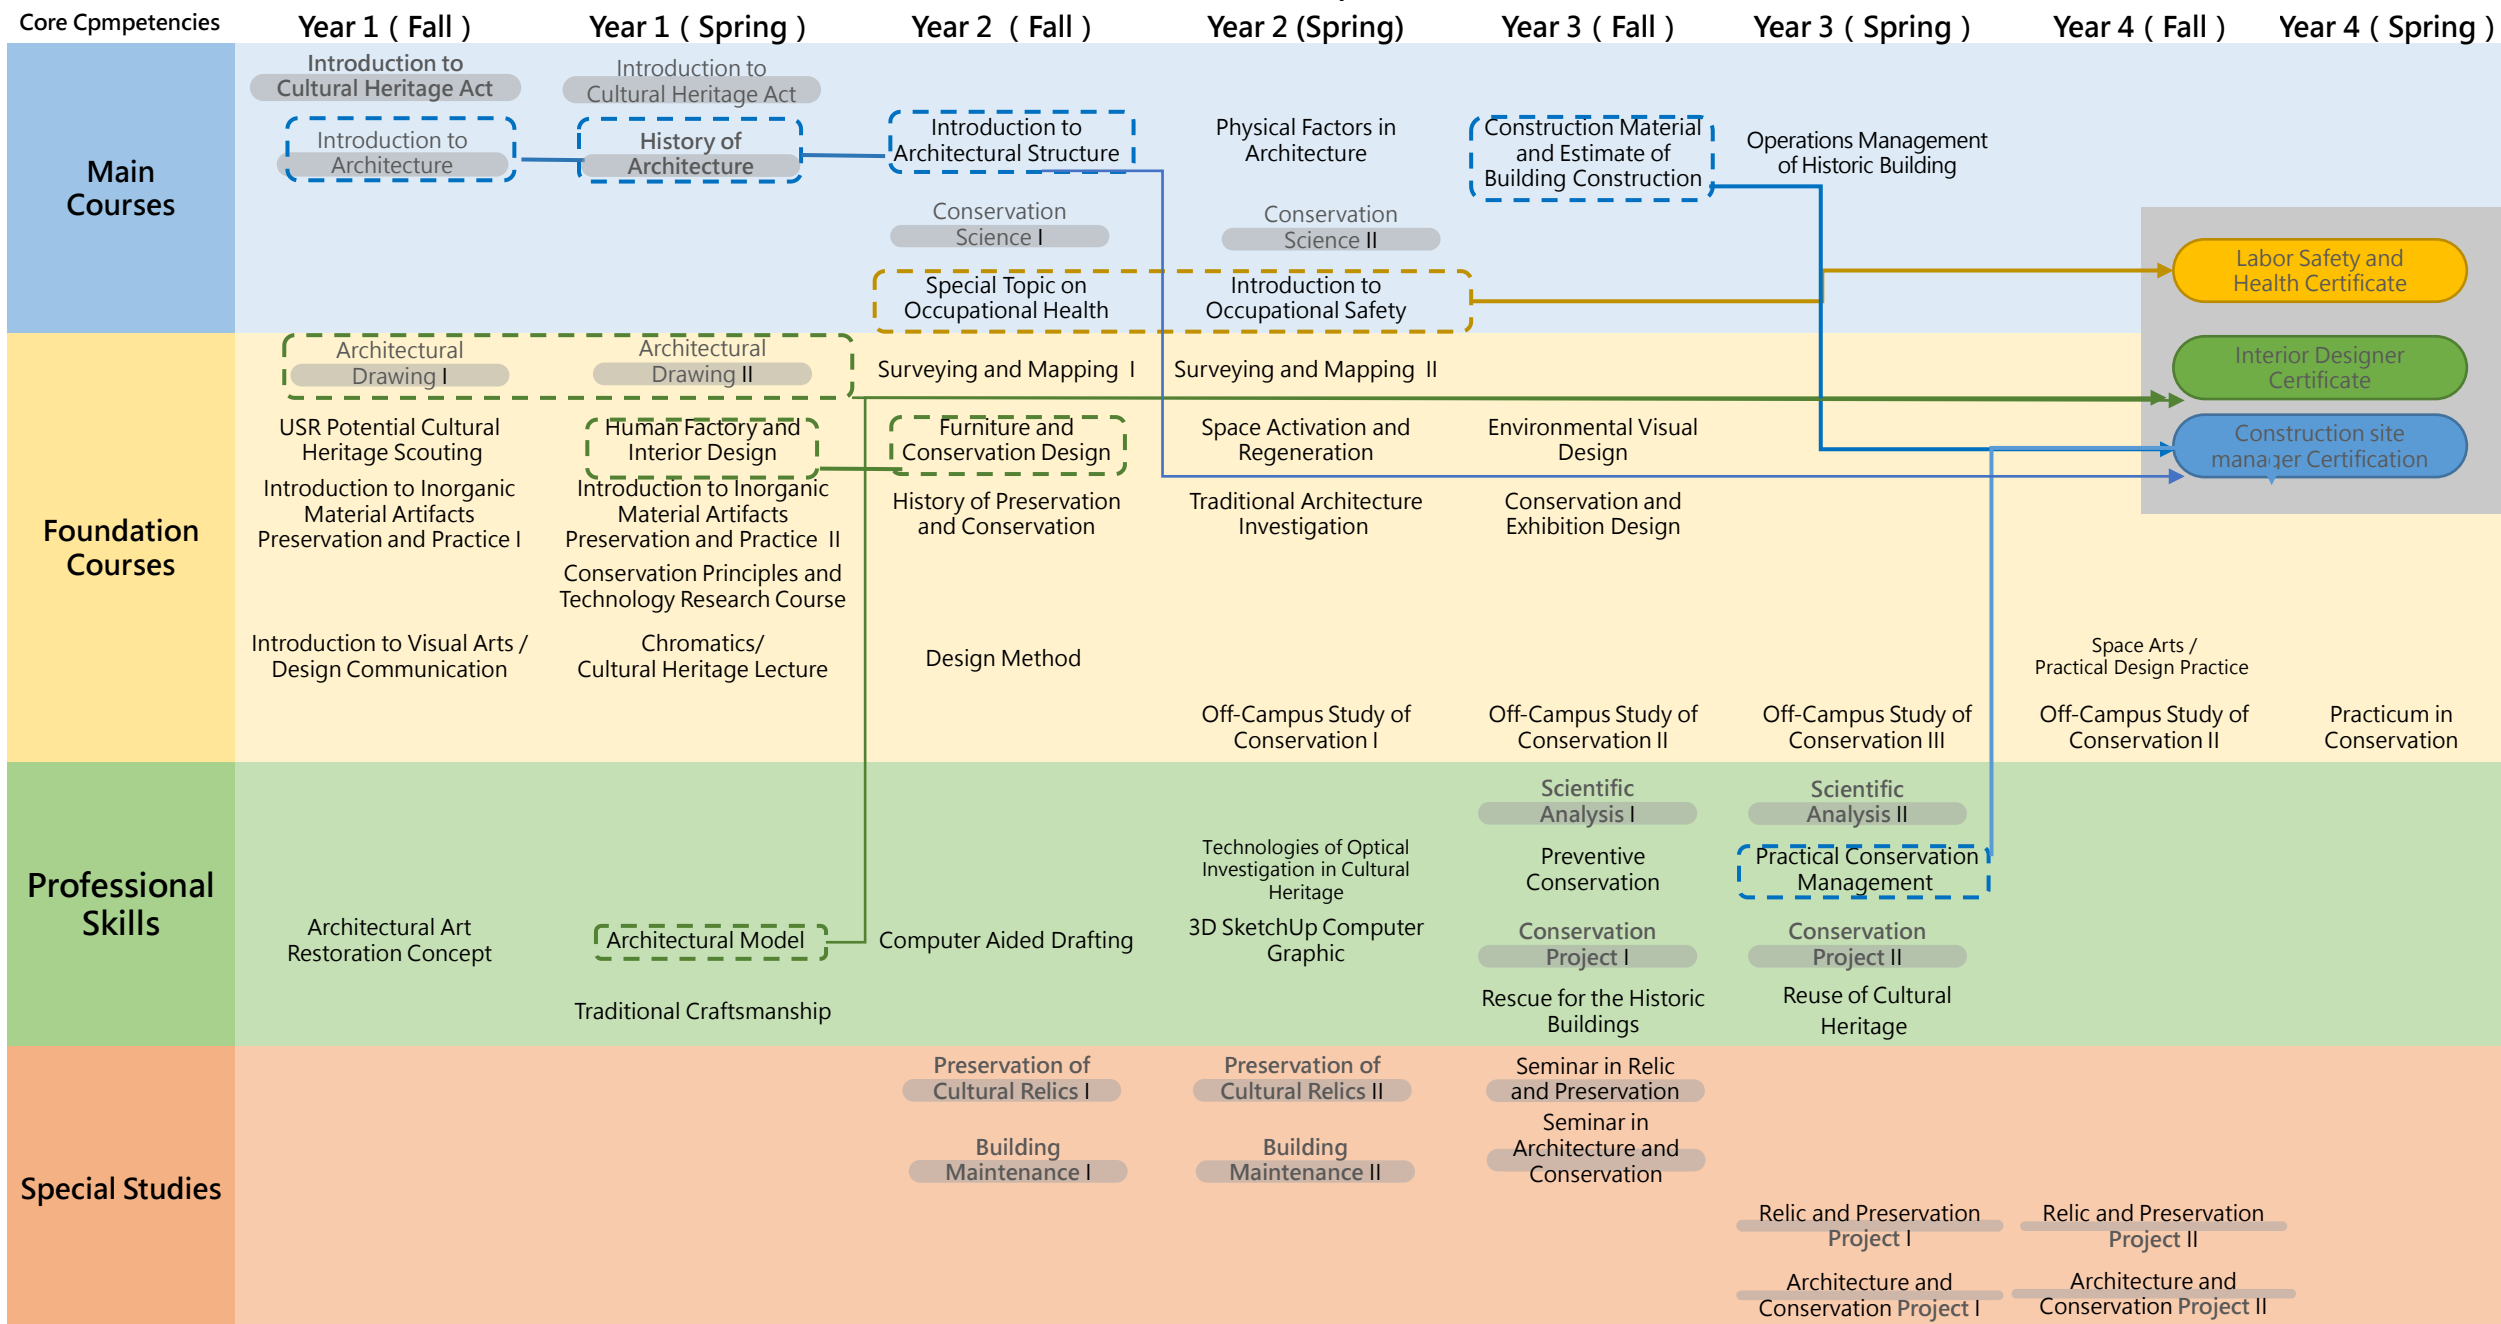 Core Cpmpetencies
Year 1 ( Fall )
Year 1 ( Spring )
Year 2 ( Fall )
Year 2 (Spring)
Year 3 ( Fall )
Year 3 ( Spring )
Year 4 ( Fall )
Year 4 ( Spring )
Main
Courses
Introduction to
Cultural Heritage Act
Introduction to
Cultural Heritage Act
Introduction to
Architecture
History of
Architecture
Introduction to
Architectural Structure
Physical Factors in
Architecture
Construction Material
and Estimate of
Building Construction
Operations Management
of Historic Building
Conservation
Science I
Conservation
Science II
Special Topic on
Occupational Health
Introduction to
Occupational Safety
Labor Safety and
Health Certificate
Interior Designer
Certificate
Construction site
manager Certification
Foundation
Courses
Architectural
Drawing I
Architectural
Drawing II
Surveying and Mapping I
Surveying and Mapping II
USR Potential Cultural
Heritage Scouting
Human Factory and
Interior Design
Furniture and
Conservation Design
Space Activation and
Regeneration
Environmental Visual
Design
Introduction to Inorganic
Material Artifacts
Preservation and Practice I
Introduction to Inorganic
Material Artifacts
Preservation and Practice II
History of Preservation
and Conservation
Traditional Architecture
Investigation
Conservation and
Exhibition Design
Conservation Principles and
Technology Research Course
Introduction to Visual Arts /
Design Communication
Chromatics/
Cultural Heritage Lecture
Design Method
Space Arts /
Practical Design Practice
Off-Campus Study of
Conservation I
Off-Campus Study of
Conservation II
Off-Campus Study of
Conservation III
Off-Campus Study of
Conservation II
Practicum in
Conservation
Professional
Skills
Scientific
Analysis I
Scientific
Analysis II
Technologies of Optical
Investigation in Cultural
Heritage
Preventive
Conservation
Practical Conservation
Management
Architectural Art
Restoration Concept
Architectural Model
Computer Aided Drafting
3D SketchUp Computer
Graphic
Conservation
Project I
Conservation
Project II
Traditional Craftsmanship
Rescue for the Historic
Buildings
Reuse of Cultural
Heritage
Special Studies
Preservation of
Cultural Relics I
Preservation of
Cultural Relics II
Seminar in Relic
and Preservation
Building
Maintenance I
Building
Maintenance II
Seminar in
Architecture and
Conservation
Relic and Preservation
Project I
Relic and Preservation
Project II
Architecture and
Conservation Project I
Architecture and
Conservation Project II